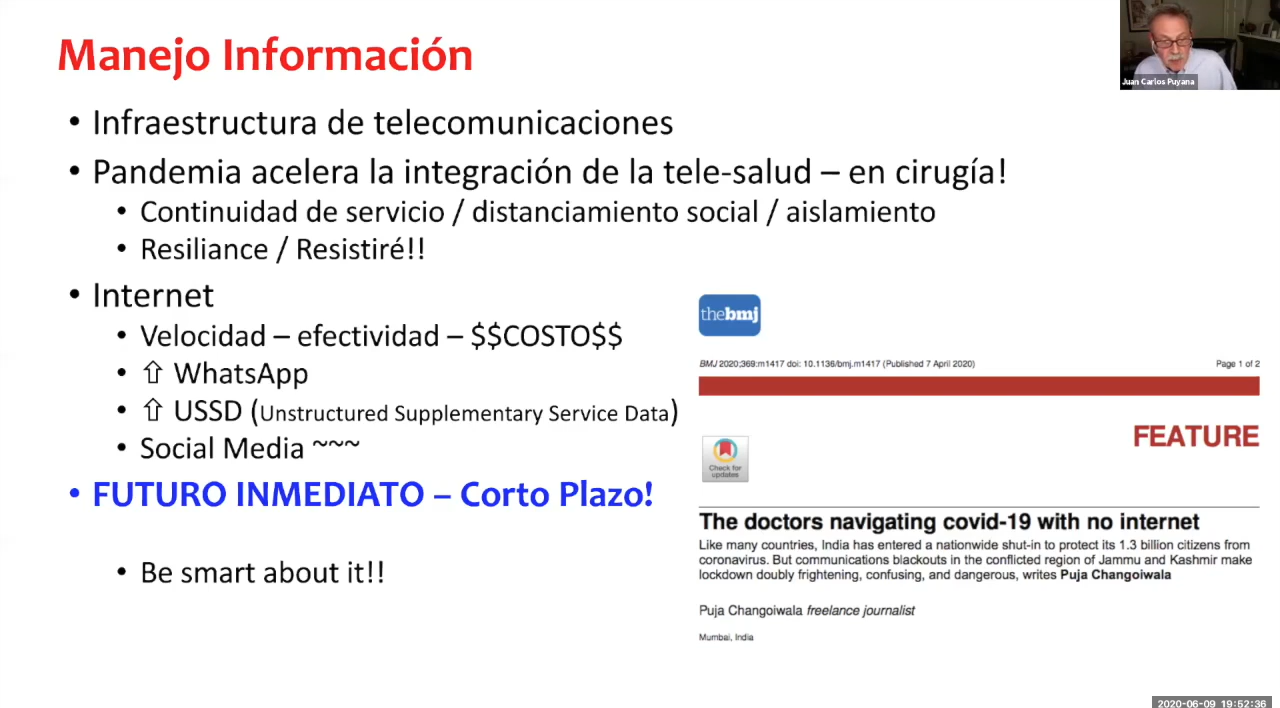 Manejo Información
Juan Carlos Puyana
• Infraestructura de telecomunicaciones
• Pandemia acelera la integración de la tele-salud – en cirugía!
• Continuidad de servicio / distanciamiento social / aislamiento
• Resiliance / Resistiré!!
• Internet
• Velocidad – efectividad – $$COSTO$$
• ⇧ WhatsApp
• ⇧ USSD (Unstructured Supplementary Service Data)
• Social Media ~~~
• FUTURO INMEDIATO – Corto Plazo!
• Be smart about it!!
thebmj
BMJ 2020;369:m1417 doi: 10.1136/bmj.m1417 (Published 7 April 2020)
Page 1 of 2
FEATURE
Check for
updates
The doctors navigating covid-19 with no internet
Like many countries, India has entered a nationwide shut-in to protect its 1.3 billion citizens from
coronavirus. But communications blackouts in the conflicted region of Jammu and Kashmir make
lockdown doubly frightening, confusing, and dangerous, writes Puja Changoiwala
Puja Changoiwala freelance journalist
Mumbai, India
2020-06-09 19:52:36